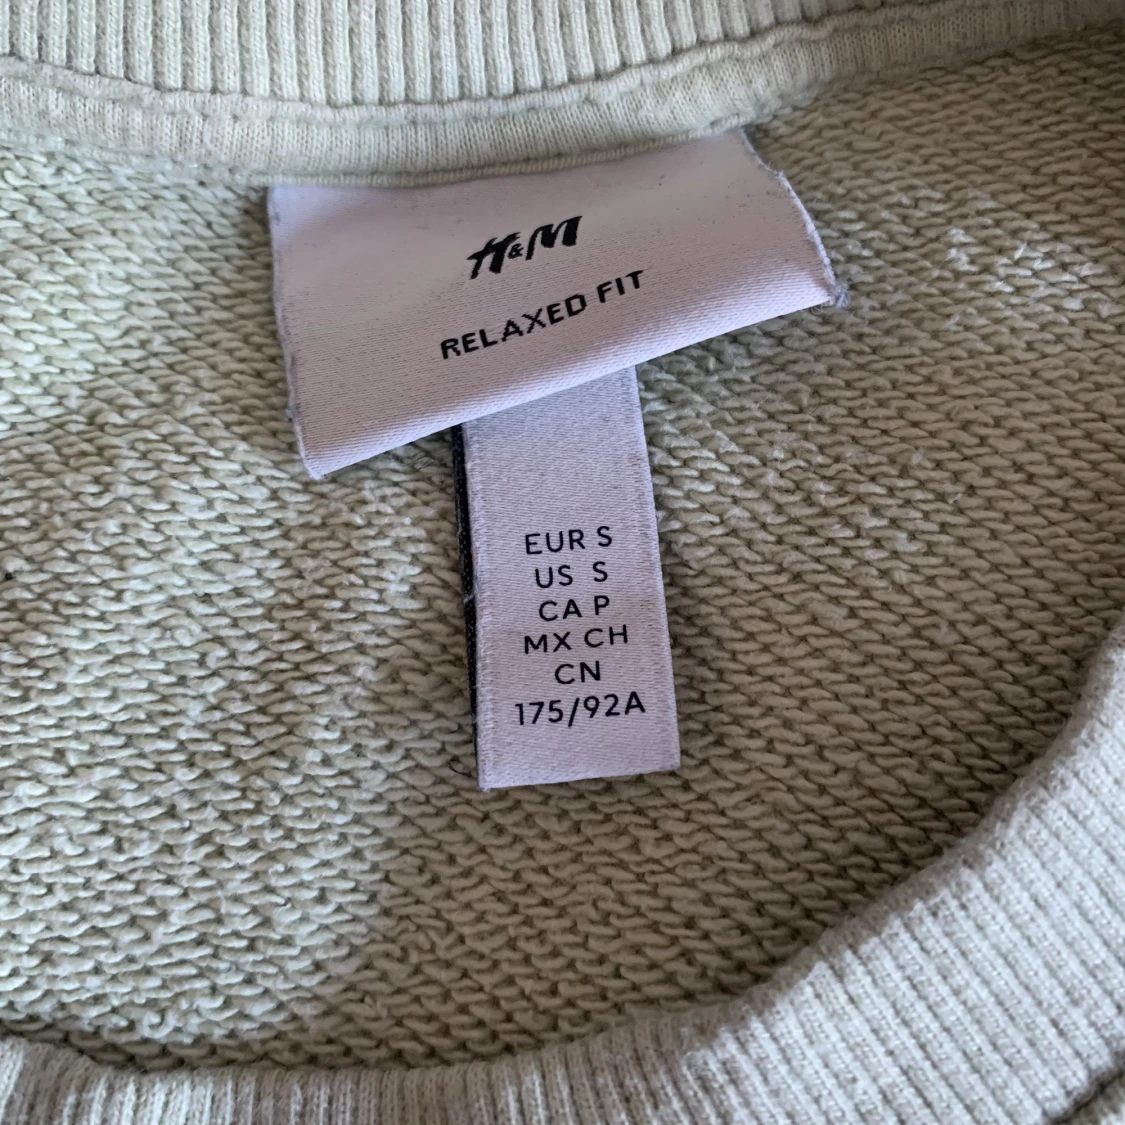 H&M
RELAXED FIT
EUR S
US S
CA P
MX CH
CN
175/92A